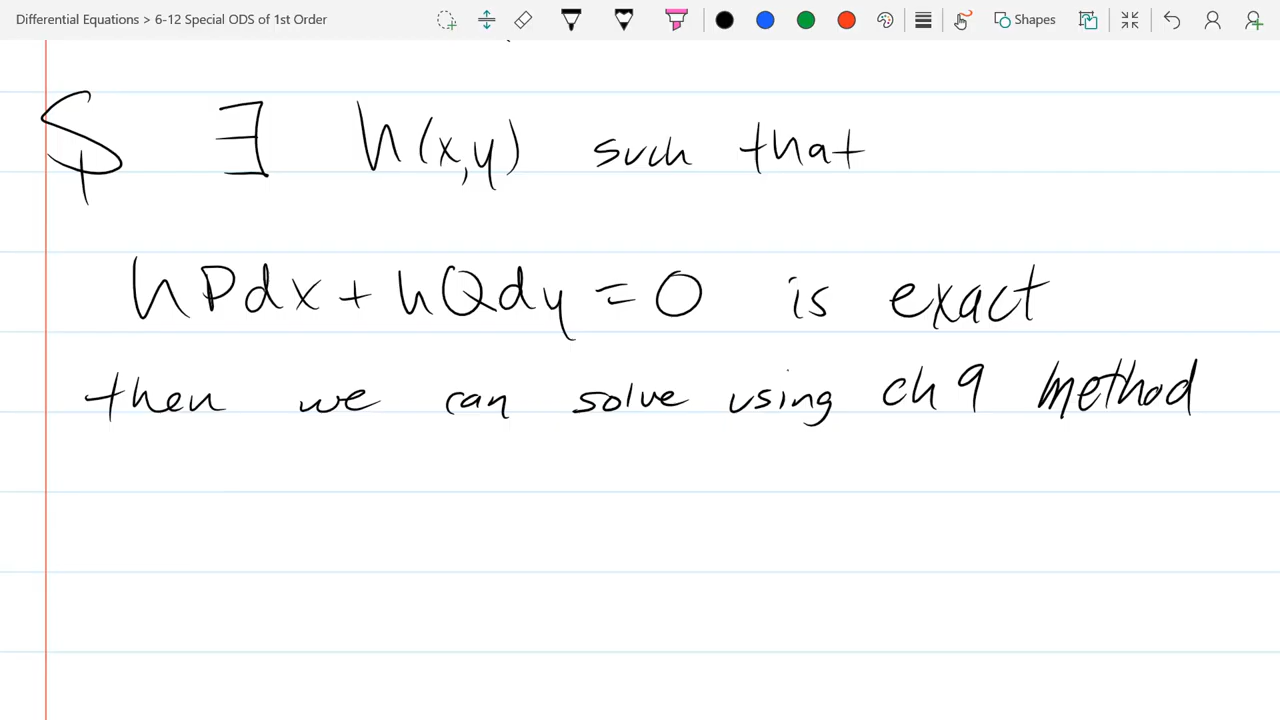 Differential Equations > 6-12 Special ODS of 1st Order
Shapes
$ ∃ h(x,y) such that
hPdx + hQdy = 0 is exact
then we can solve using ch 9 method